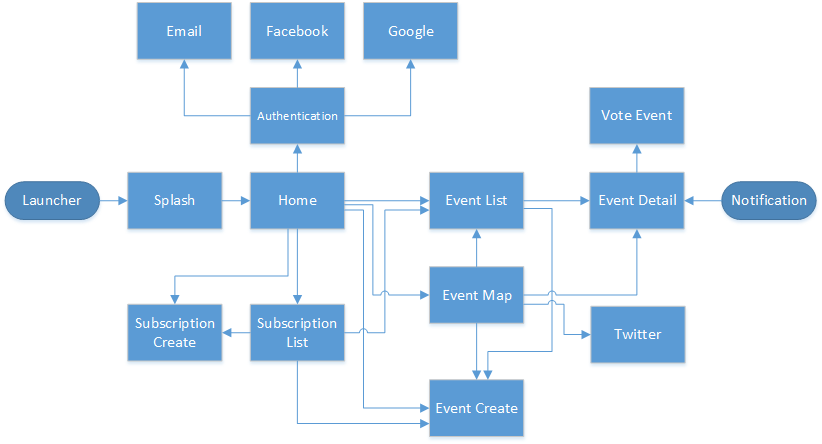 Email
Facebook
Google
Authentication
Vote Event
Launcher
Splash
Home
Event List
Event Detail
Notification
Event Map
Subscription
Create
Subscription
List
Twitter
Event Create